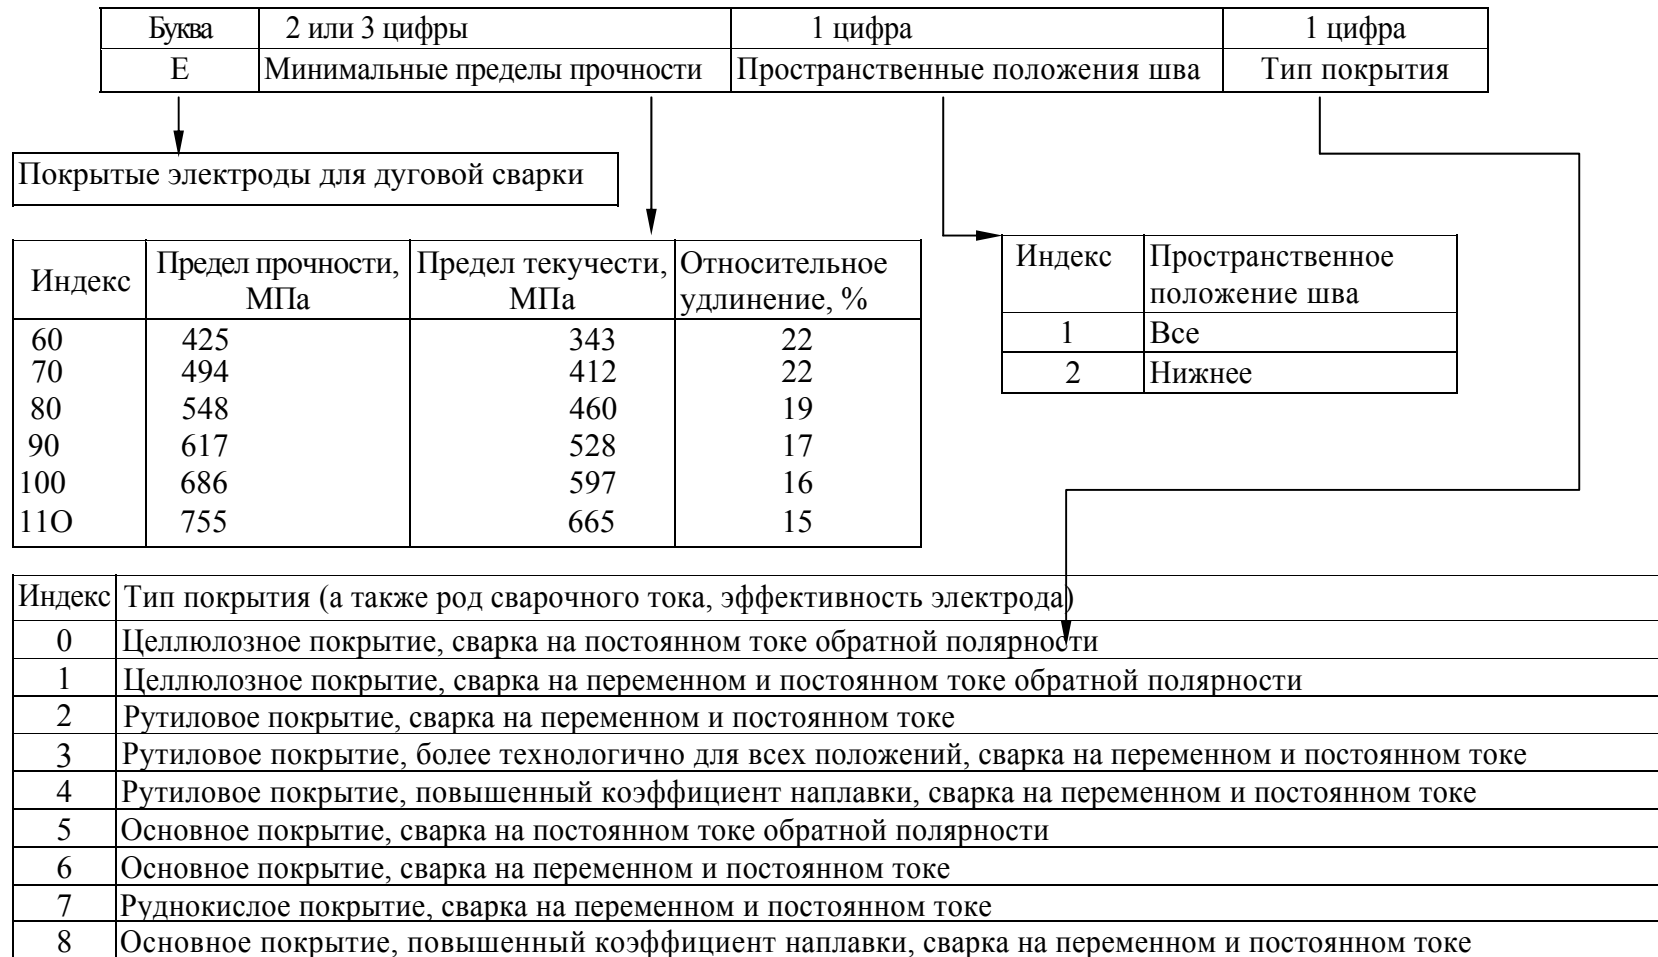 Буква 2 или 3 цифры 1 цифра 1 цифра
Е Минимальные пределы прочности Пространственные положения шва Тип покрытия
Покрытые электроды для дуговой сварки
Индекс Предел прочности, МПа Предел текучести, МПа Относительное удлинение, %
60 425 343 22
70 494 412 22
80 548 460 19
90 617 528 17
100 686 597 16
11О 755 665 15
Индекс Пространственное положение шва
1 Все
2 Нижнее
Индекс Тип покрытия (а также род сварочного тока, эффективность электрода)
0 Целлюлозное покрытие, сварка на постоянном токе обратной полярности
1 Целлюлозное покрытие, сварка на переменном и постоянном токе обратной полярности
2 Рутиловое покрытие, сварка на переменном и постоянном токе
3 Рутиловое покрытие, более технологично для всех положений, сварка на переменном и постоянном токе
4 Рутиловое покрытие, повышенный коэффициент наплавки, сварка на переменном и постоянном токе
5 Основное покрытие, сварка на постоянном токе обратной полярности
6 Основное покрытие, сварка на переменном и постоянном токе
7 Руднокислое покрытие, сварка на переменном и постоянном токе
8 Основное покрытие, повышенный коэффициент наплавки, сварка на переменном и постоянном токе